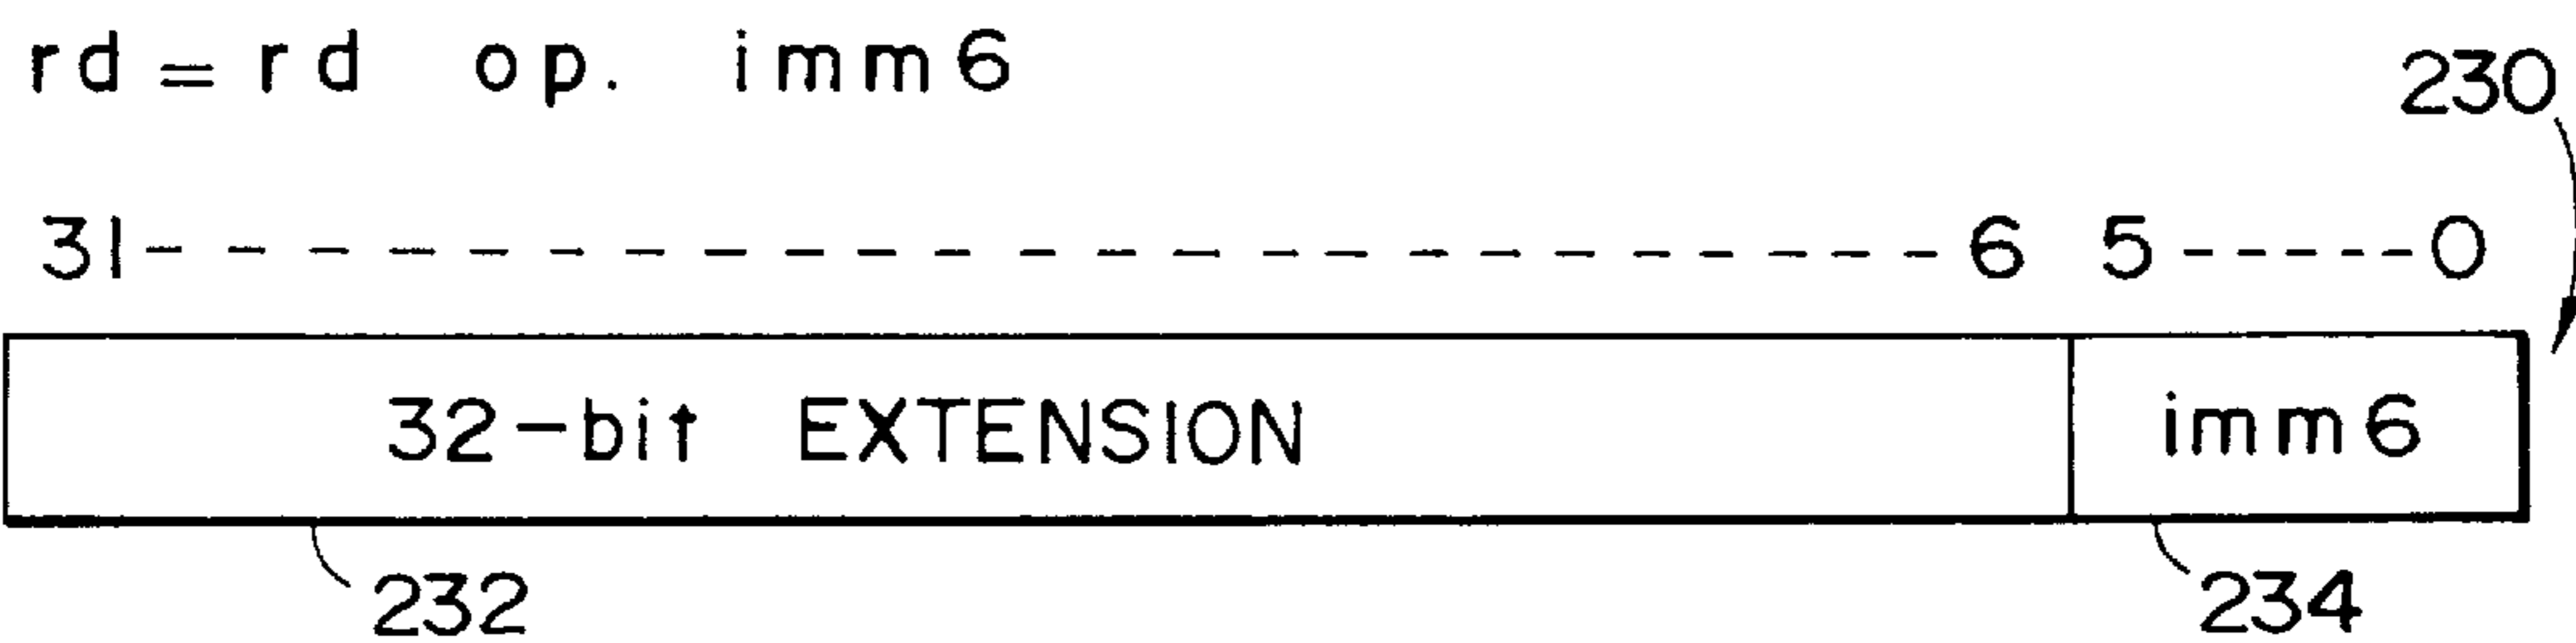 rd = rd op. imm6
230
31- - - - - - - - - - - - - - - - - - - - - - -6 5-----0
32-bit EXTENSION imm6
232 234